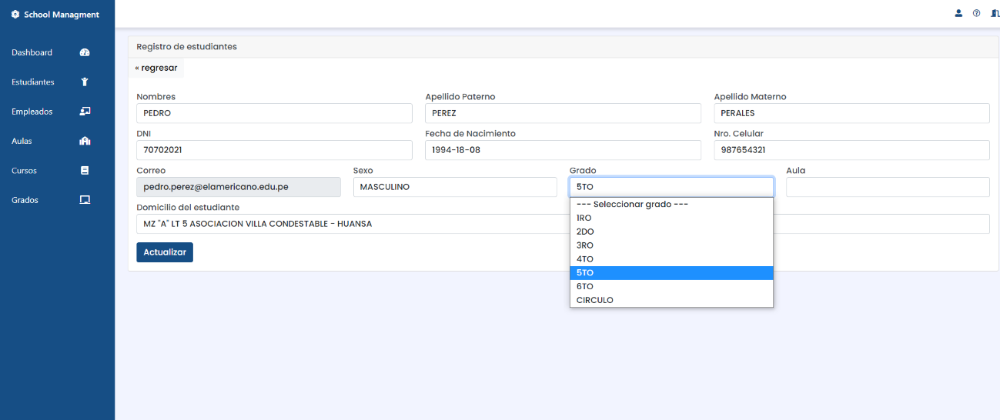 School Managment
Dashboard
Estudiantes
Empleados
Aulas
Cursos
Grados
Registro de estudiantes
« regresar
Nombres
PEDRO
Apellido Paterno
PEREZ
Apellido Materno
PERALES
DNI
70702021
Fecha de Nacimiento
1994-18-08
Nro. Celular
987654321
Correo
pedro.perez@elamericano.edu.pe
Sexo
MASCULINO
Grado
5TO
--- Seleccionar grado ---
1RO
2DO
3RO
4TO
5TO
6TO
CIRCULO
Aula
Domicilio del estudiante
MZ "A" LT 5 ASOCIACION VILLA CONDESTABLE - HUANSA
Actualizar